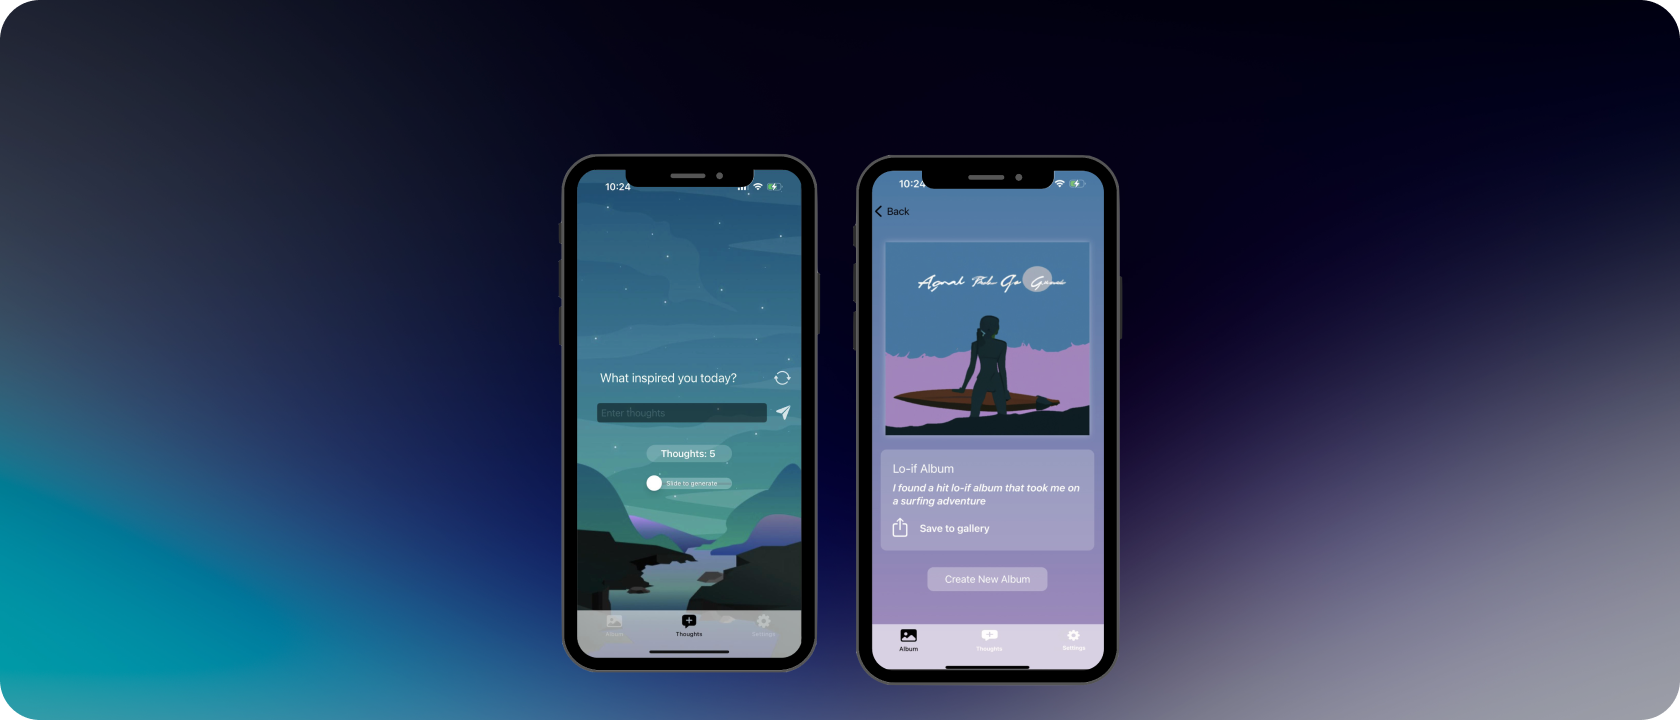 10:24
What inspired you today?
Enter thoughts
Thoughts: 5
Slide to generate
Album
Thoughts
Settings
10:24
Back
Go
Lo-if Album
I found a hit lo-if album that took me on
a surfing adventure
Save to gallery
Create New Album
Album
Thoughts
Settings